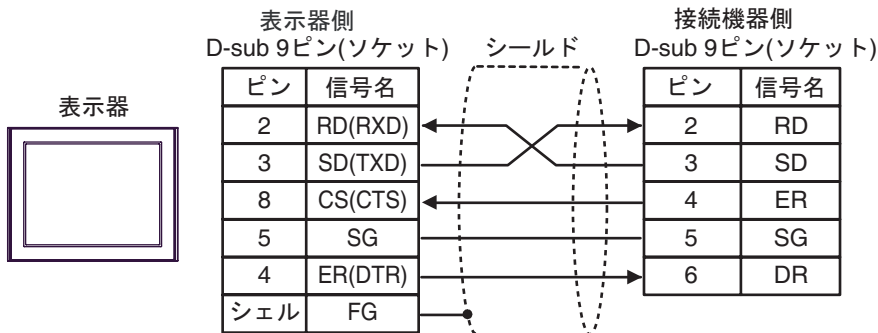 表示器側
D-sub 9ピン(ソケット)
シールド
接続機器側
D-sub 9ピン(ソケット)
表示器
ピン 信号名
2 RD(RXD)
3 SD(TXD)
8 CS(CTS)
5 SG
4 ER(DTR)
シェル FG
ピン 信号名
2 RD
3 SD
4 ER
5 SG
6 DR